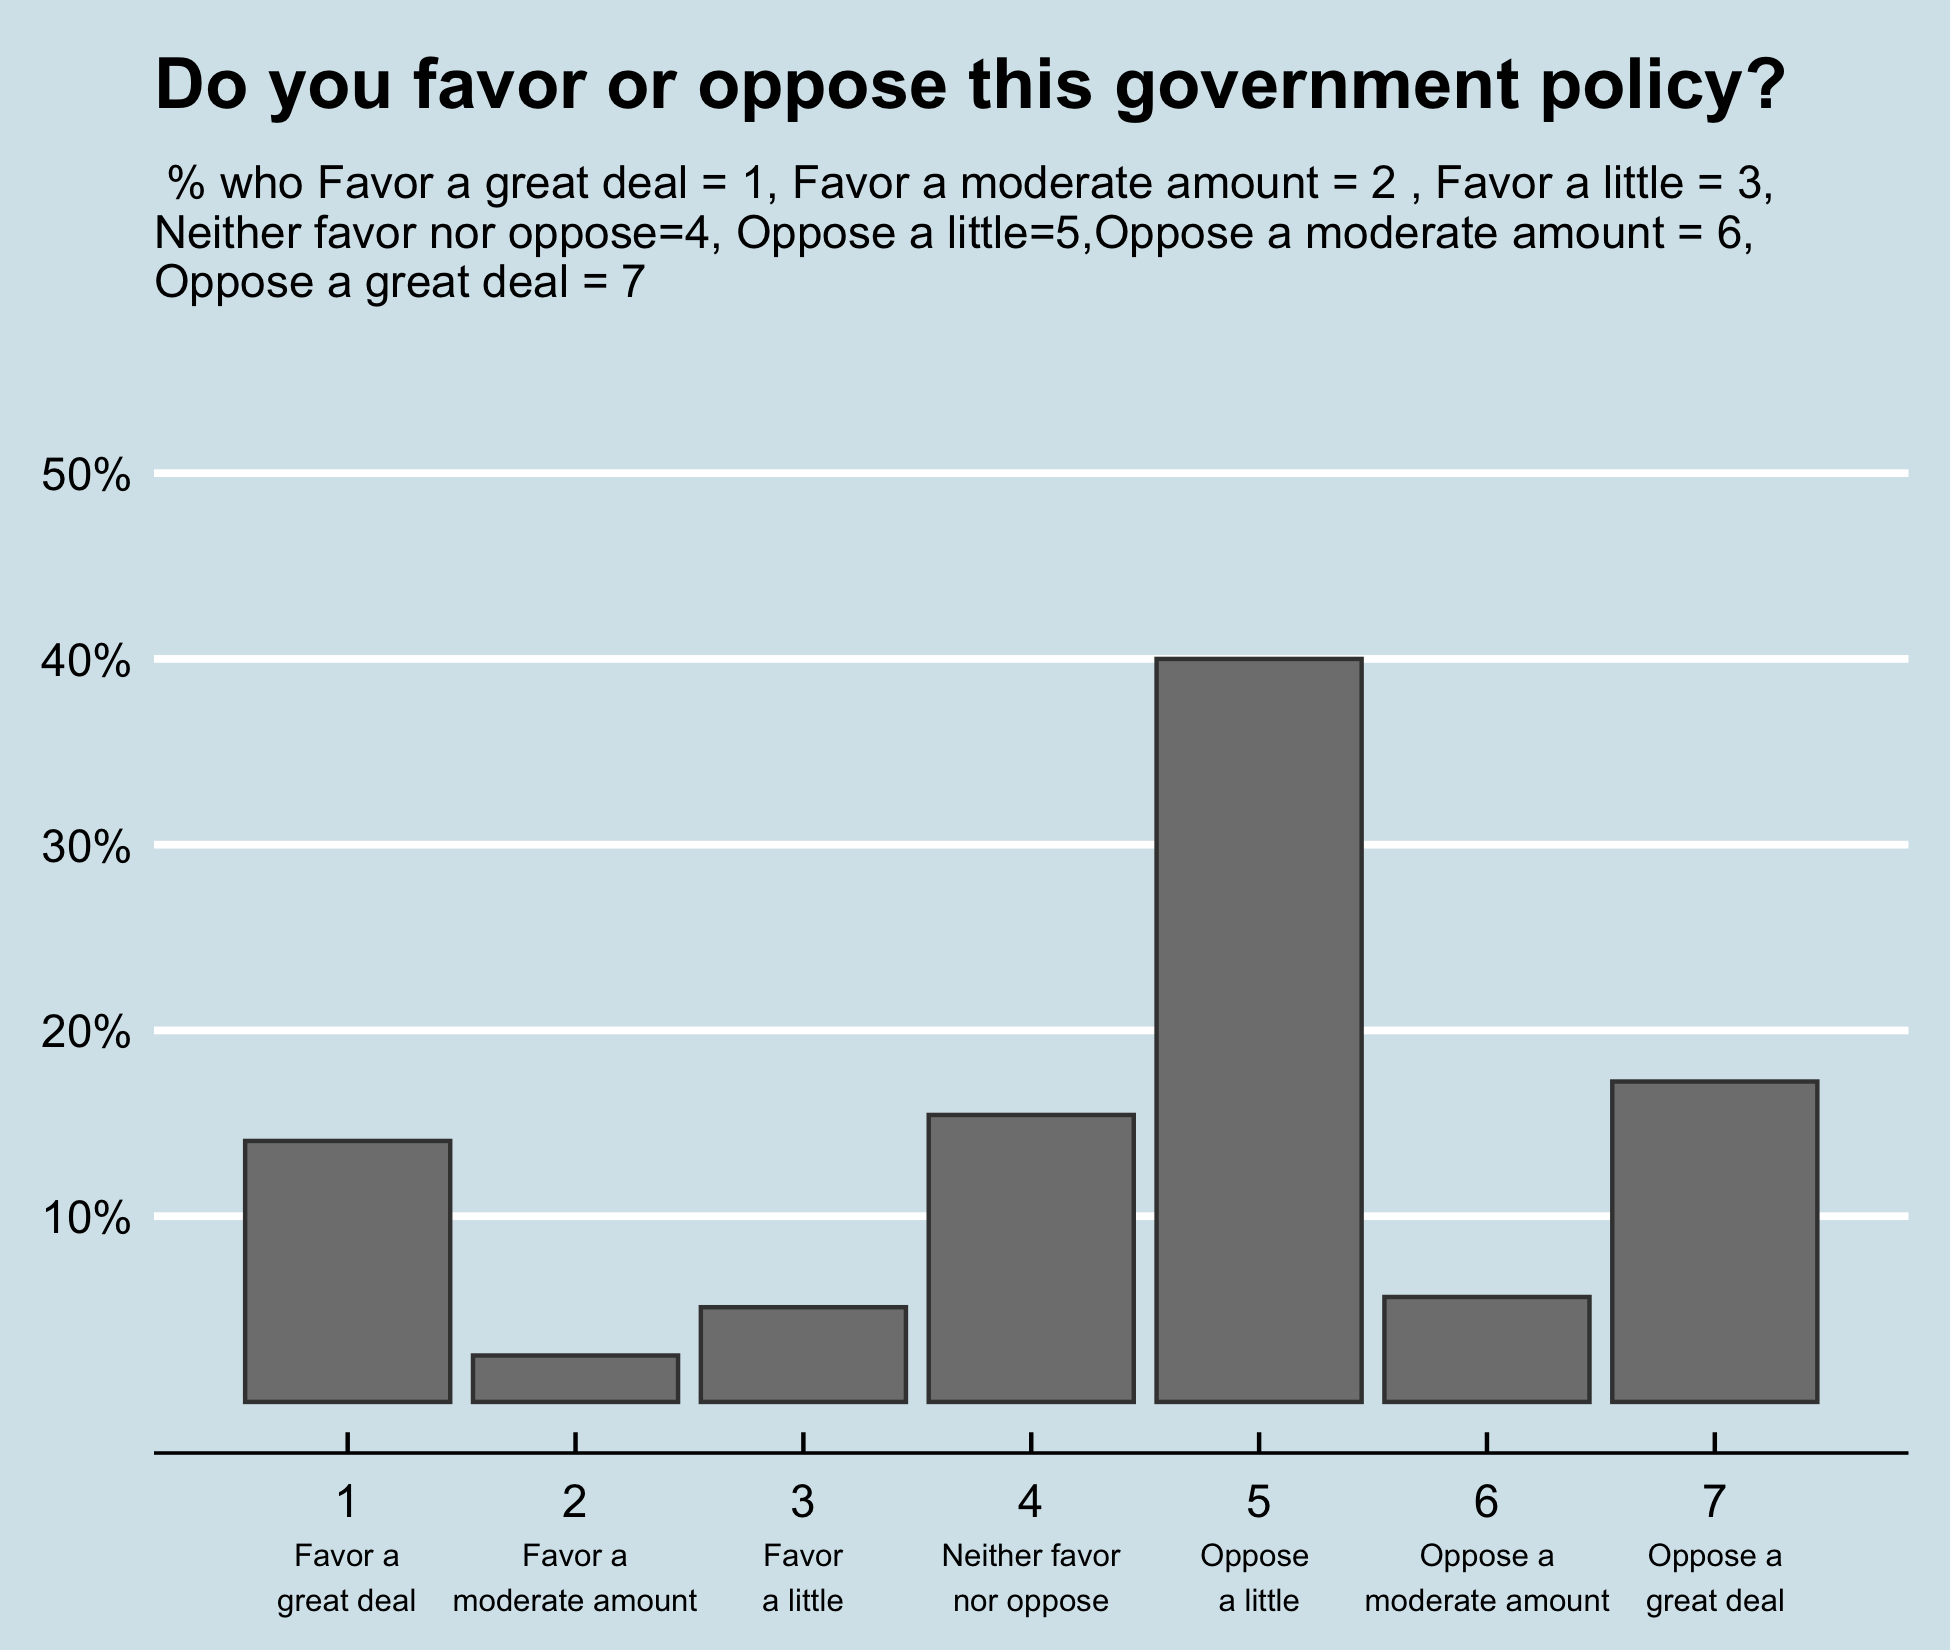 Do you favor or oppose this government policy?
% who Favor a great deal = 1, Favor a moderate amount = 2 , Favor a little = 3,
Neither favor nor oppose=4, Oppose a little=5,Oppose a moderate amount = 6,
Oppose a great deal = 7
50%
40%
30%
20%
10%
1 2 3 4 5 6 7
Favor a Favor a Favor Neither favor Oppose Oppose a Oppose a
great deal moderate amount a little nor oppose a little moderate amount great deal